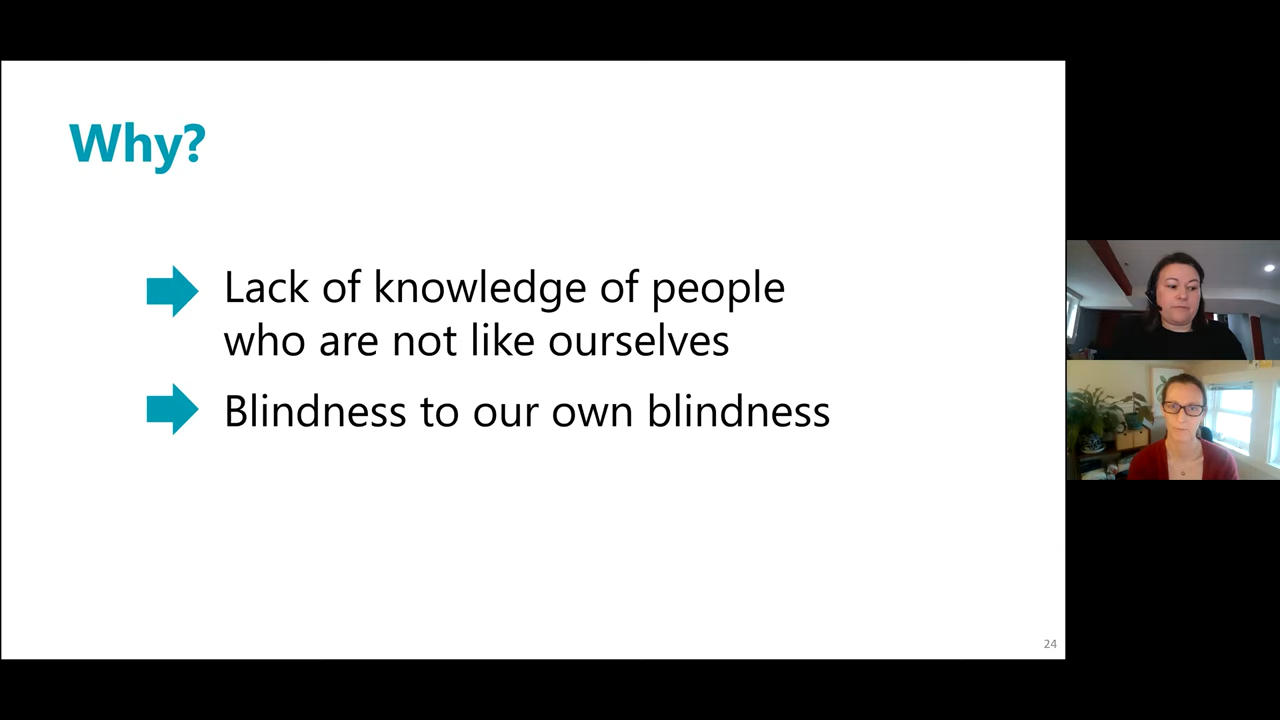 Why?
Lack of knowledge of people
who are not like ourselves
Blindness to our own blindness
24